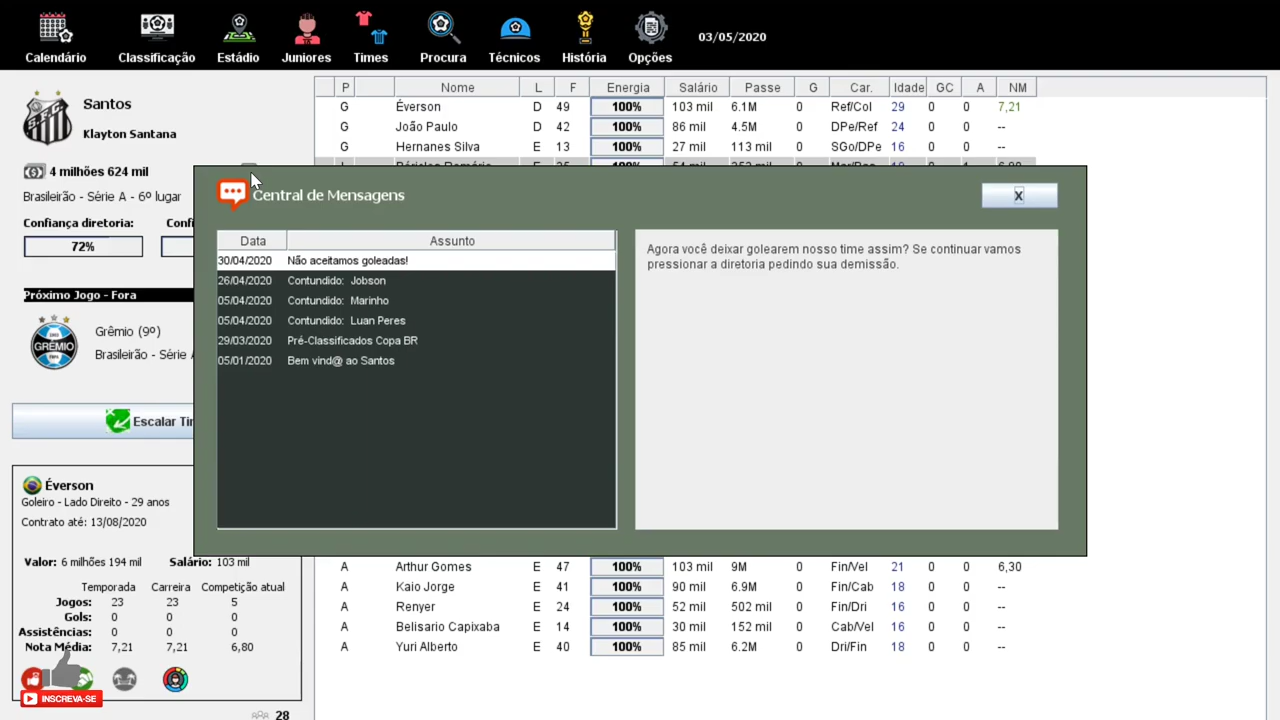 Calendário Classificação Estádio Juniores Times Procura Técnicos História Opções 03/05/2020
Santos
Klayton Santana
4 milhões 624 mil
Brasileirão - Série A - 6º lugar
Confiança diretoria: Confi
72%
Próximo Jogo - Fora
Grêmio (9º)
Brasileirão - Série
GRÊMIO
Escalar Ti
Éverson
Goleiro - Lado Direito - 29 anos
Contrato até: 13/08/2020
Valor: 6 milhões 194 mil Salário: 103 mil
Temporada Carreira Competição atual
Jogos: 23 23 5
Gols: 0 0 0
Assistências: 0 0 0
Nota Média: 7,21 7,21 6,80
INSCREVA-SE
28
P Nome L F Energia Salário Passe G Car. Idade GC A NM
G Éverson D 49 100% 103 mil 6.1M 0 Ref/Col 29 0 0 7,21
G João Paulo D 42 100% 86 mil 4.5M 0 DPe/Ref 24 0 0 --
G Hernanes Silva E 13 100% 27 mil 113 mil 0 SGo/DPe 16 0 0 --
Central de Mensagens
X
Data Assunto
30/04/2020 Não aceitamos goleadas!
26/04/2020 Contundido: Jobson
05/04/2020 Contundido: Marinho
05/04/2020 Contundido: Luan Peres
29/03/2020 Pré-Classificados Copa BR
05/01/2020 Bem vind@ ao Santos
Agora você deixar golearem nosso time assim? Se continuar vamos
pressionar a diretoria pedindo sua demissão.
A Arthur Gomes E 47 100% 103 mil 9M 0 Fin/Vel 21 0 0 6,30
A Kaio Jorge E 41 100% 90 mil 6.9M 0 Fin/Cab 18 0 0 --
A Renyer E 24 100% 52 mil 502 mil 0 Fin/Dri 16 0 0 --
A Belisario Capixaba E 14 100% 30 mil 152 mil 0 Cab/Vel 16 0 0 --
A Yuri Alberto E 40 100% 85 mil 6.2M 0 Dri/Fin 18 0 0 --